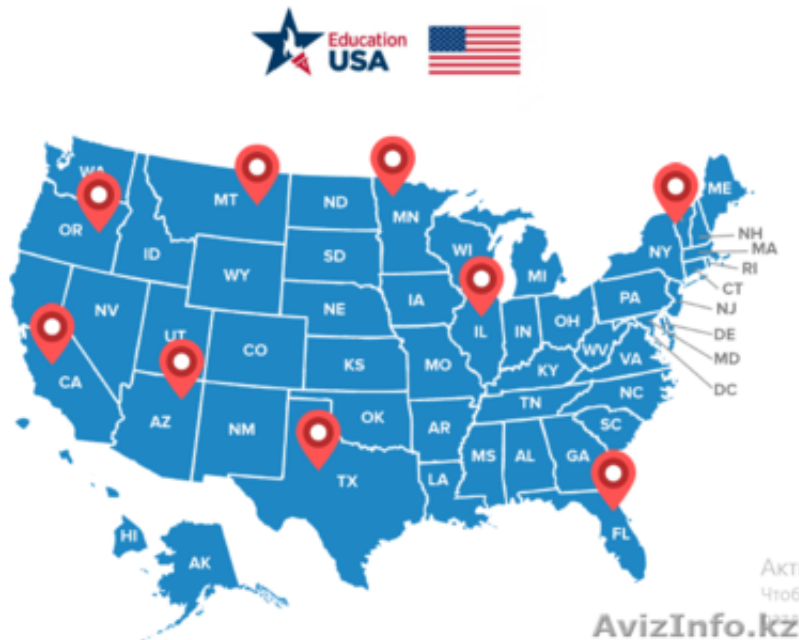 Education
USA
WA
ME
MT
ND
MN
OR
NH
ID
SD
WI
NY
MA
WY
MI
RI
IA
CT
NE
PA
NV
NJ
UT
IL
IN
OH
DE
CO
WV
VA
MD
KS
MO
KY
CA
DC
NC
AZ
OK
TN
NM
AR
SC
TX
MS
AL
GA
LA
FL
HI
AK
Чтоб
AvizInfo.kz